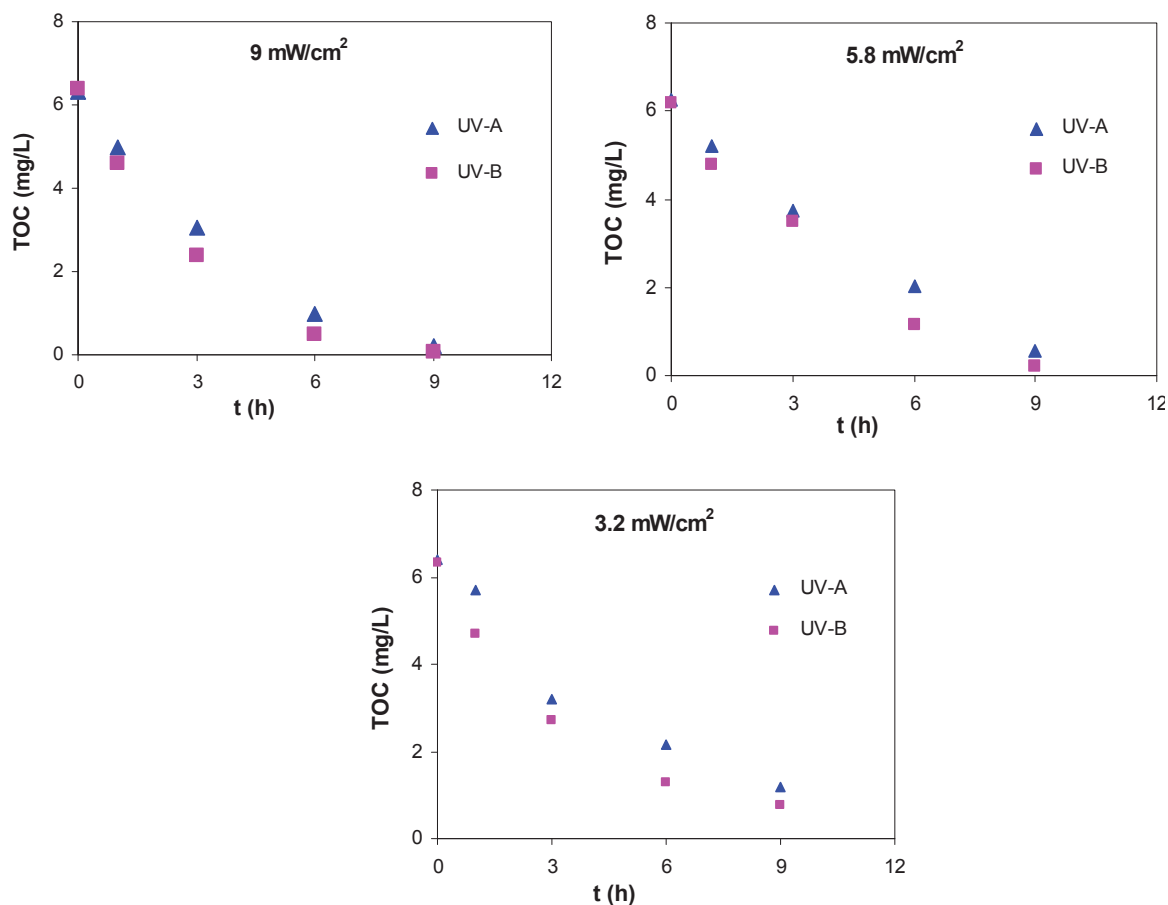 9 mW/cm²
8
6
4
2
0
TOC (mg/L)
UV-A
UV-B
0 3 6 9 12
t (h)
5.8 mW/cm²
8
6
4
2
0
TOC (mg/L)
UV-A
UV-B
0 3 6 9 12
t (h)
3.2 mW/cm²
8
6
4
2
0
TOC (mg/L)
UV-A
UV-B
0 3 6 9 12
t (h)